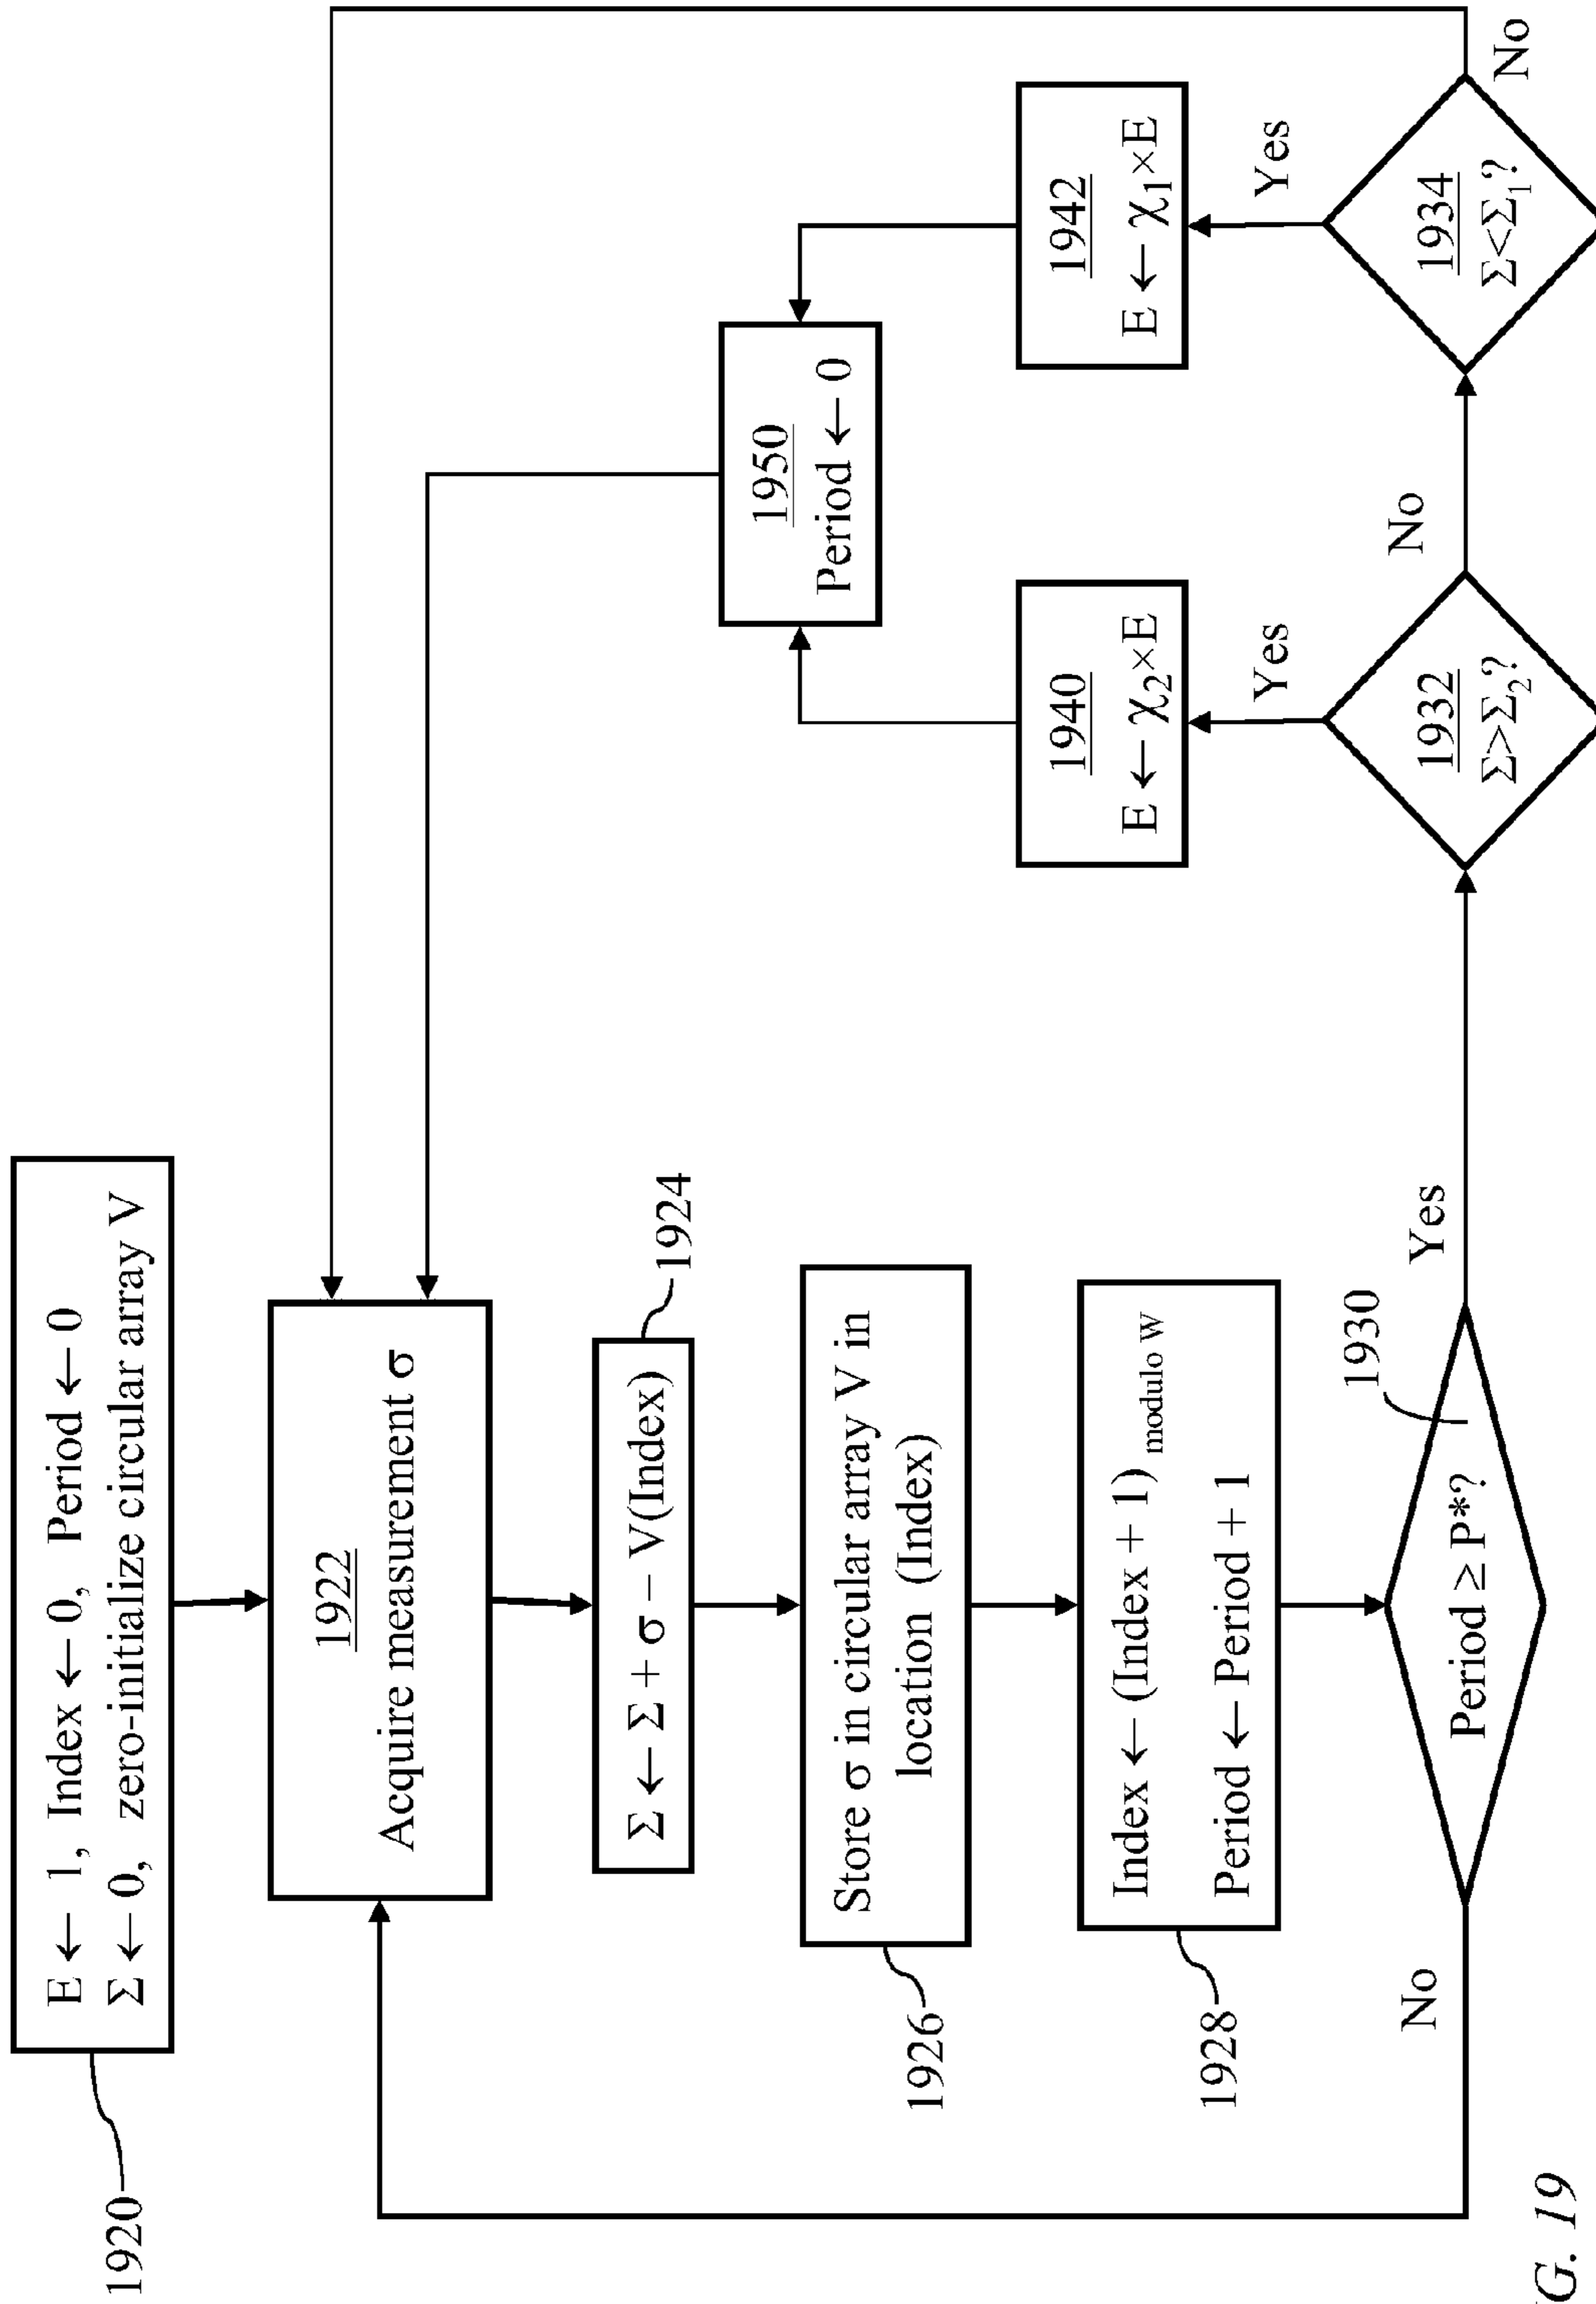 1920
E ← 1, Index ← 0, Period ← 0
Σ ← 0, zero-initialize circular array V
1922
Acquire measurement σ
1924
Σ ← Σ + σ − V(Index)
1926
Store σ in circular array V in
location (Index)
1928
Index ← (Index + 1) modulo W
Period ← Period + 1
1930
Period ≥ P*?
No
Yes
1932
Σ>Σ2?
Yes
No
1934
Σ<Σ1?
Yes
No
1940
E ← χ2×E
1942
E ← χ1×E
1950
Period ← 0
G. 19